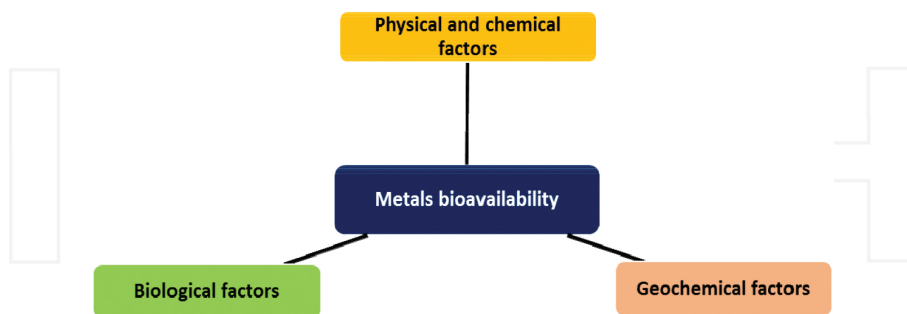 Physical and chemical
factors
Metals bioavailability
Biological factors
Geochemical factors